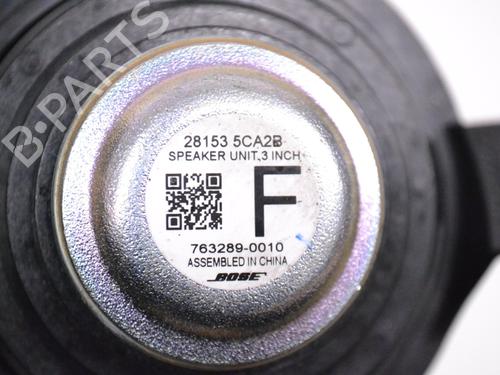 B-PARTS
28153 5CA2B
SPEAKER UNIT,3 INCH
F
763289-0010
ASSEMBLED IN CHINA
BOSE